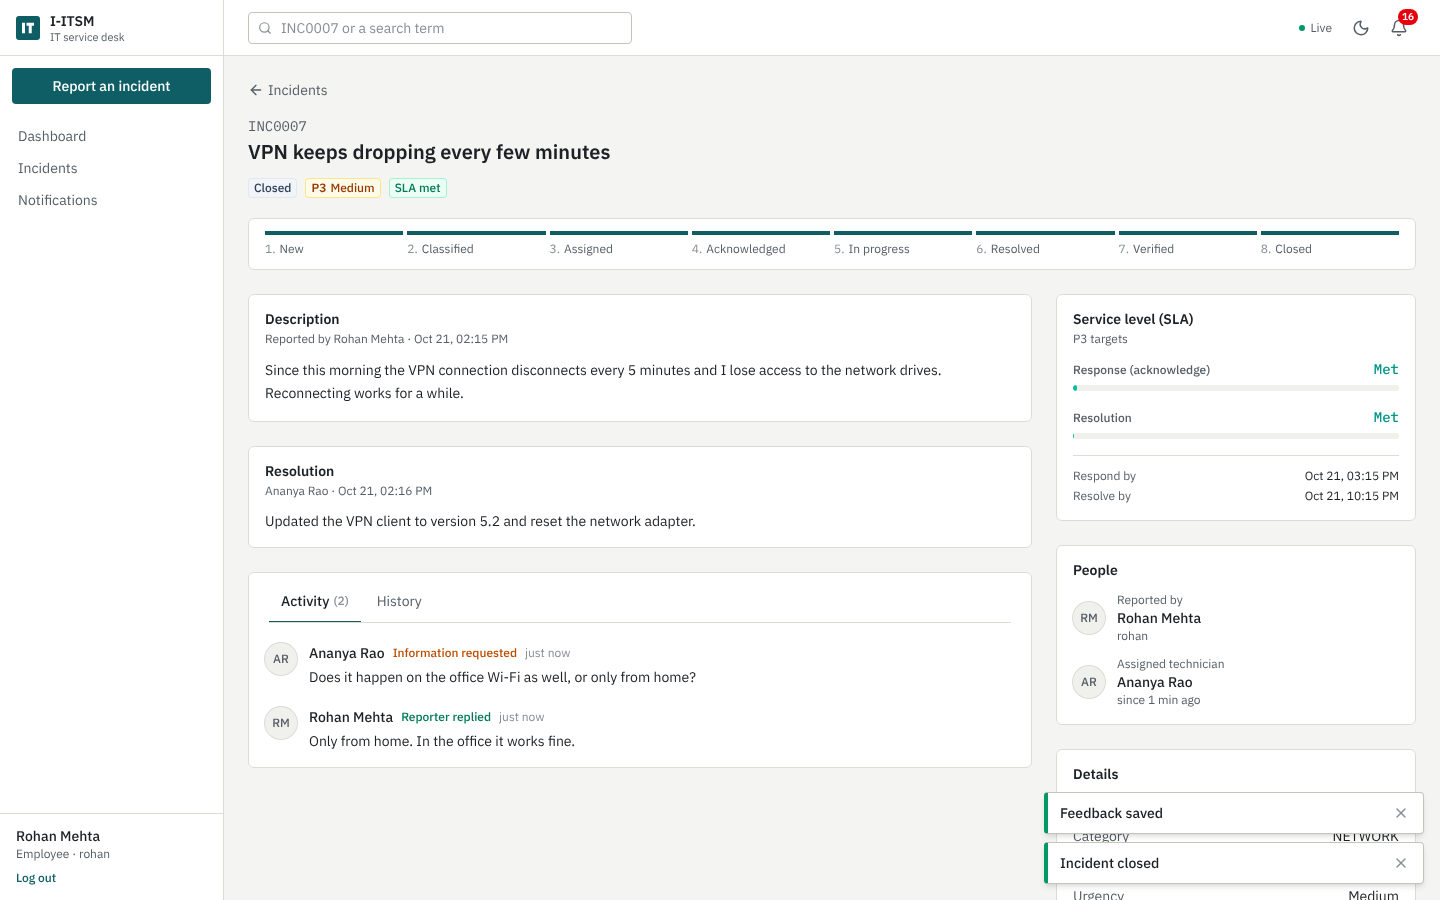 IT
I-ITSM
IT service desk
INC0007 or a search term
Live
16
Report an incident
Dashboard
Incidents
Notifications
Incidents
INC0007
VPN keeps dropping every few minutes
Closed
P3 Medium
SLA met
1. New
2. Classified
3. Assigned
4. Acknowledged
5. In progress
6. Resolved
7. Verified
8. Closed
Description
Reported by Rohan Mehta · Oct 21, 02:15 PM
Since this morning the VPN connection disconnects every 5 minutes and I lose access to the network drives.
Reconnecting works for a while.
Resolution
Ananya Rao · Oct 21, 02:16 PM
Updated the VPN client to version 5.2 and reset the network adapter.
Activity (2)
History
AR
Ananya Rao Information requested just now
Does it happen on the office Wi-Fi as well, or only from home?
RM
Rohan Mehta Reporter replied just now
Only from home. In the office it works fine.
Service level (SLA)
P3 targets
Response (acknowledge) Met
Resolution Met
Respond by Oct 21, 03:15 PM
Resolve by Oct 21, 10:15 PM
People
RM
Reported by
Rohan Mehta
rohan
AR
Assigned technician
Ananya Rao
since 1 min ago
Details
Feedback saved
Category NETWORK
Incident closed
Urgency Medium
Rohan Mehta
Employee · rohan
Log out